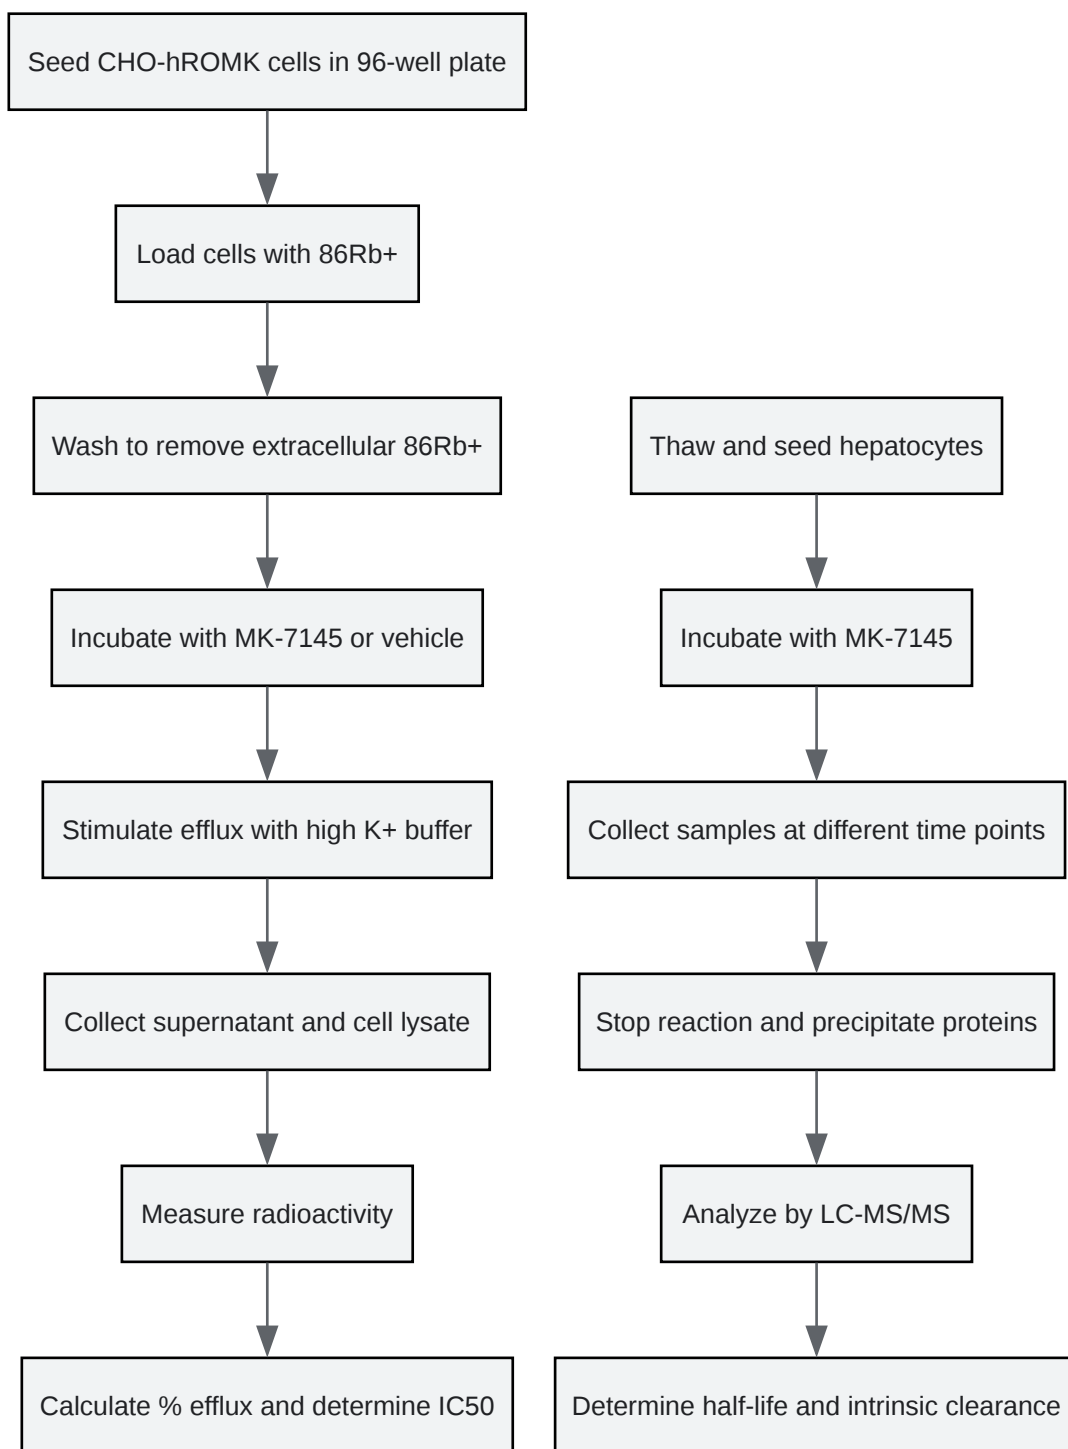 Seed CHO-hROMK cells in 96-well plate
Load cells with 86Rb+
Wash to remove extracellular 86Rb+
Incubate with MK-7145 or vehicle
Stimulate efflux with high K+ buffer
Collect supernatant and cell lysate
Measure radioactivity
Calculate % efflux and determine IC50
Thaw and seed hepatocytes
Incubate with MK-7145
Collect samples at different time points
Stop reaction and precipitate proteins
Analyze by LC-MS/MS
Determine half-life and intrinsic clearance